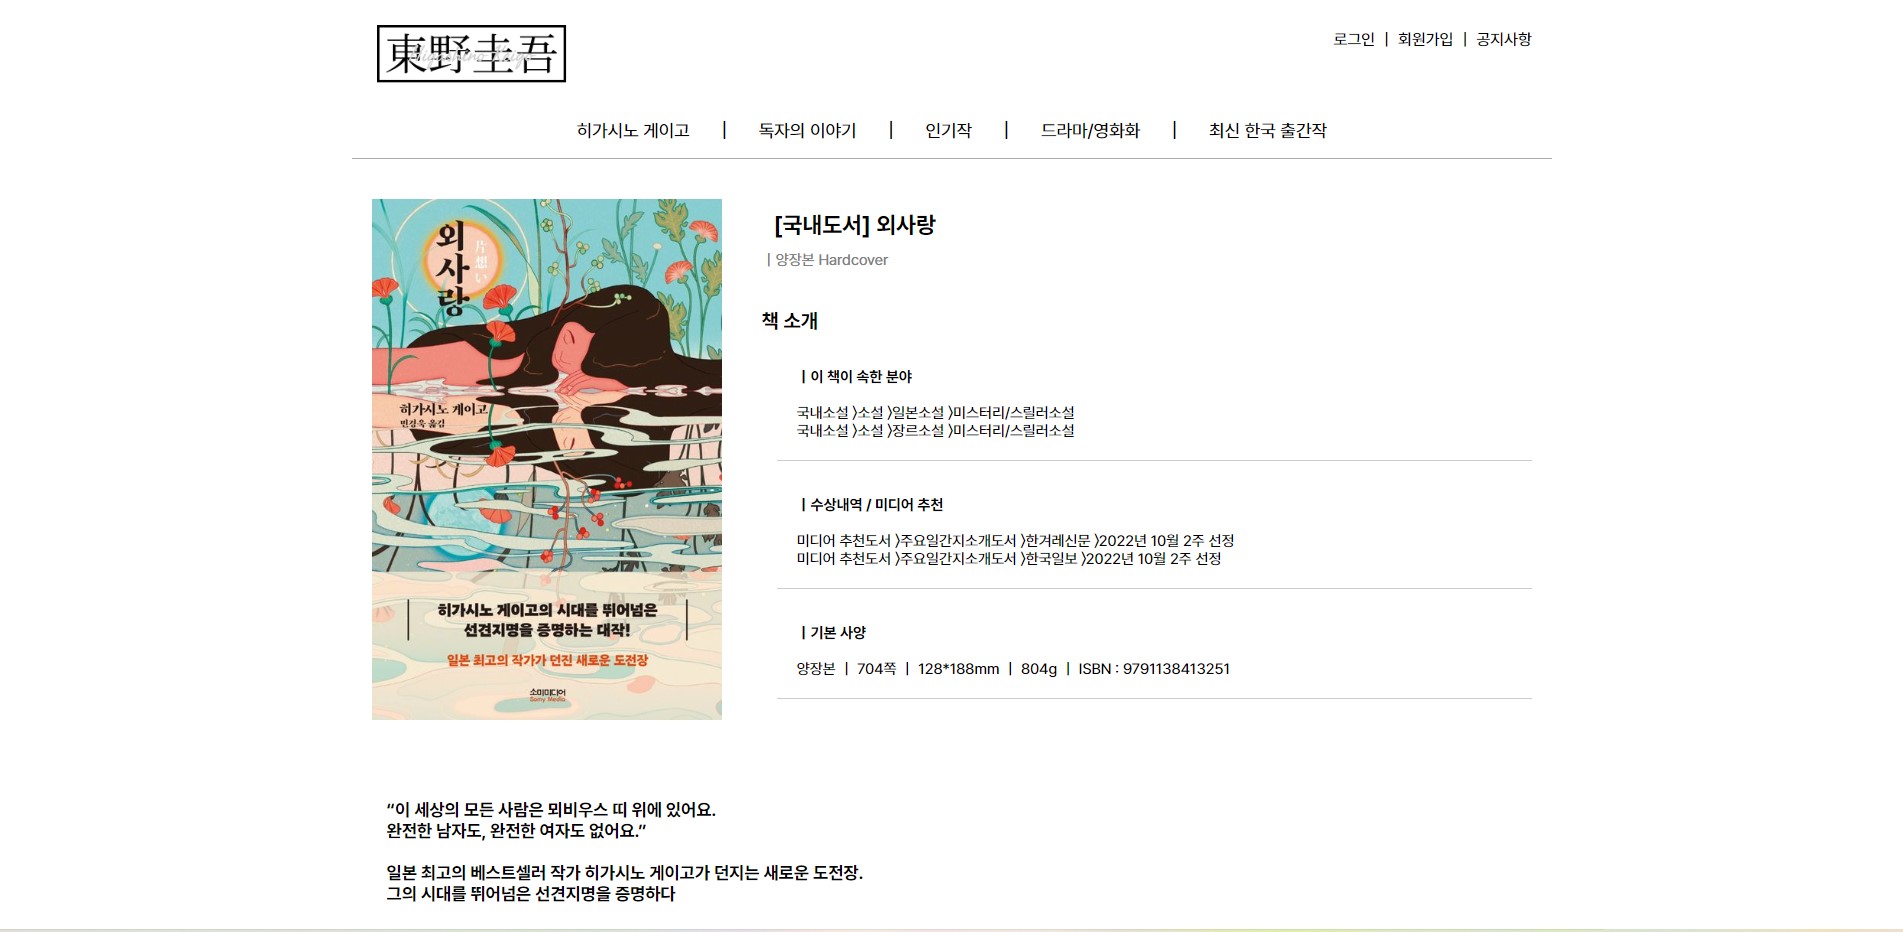 東野圭吾
Higashino Keigo
로그인 | 회원가입 | 공지사항
히가시노 게이고 | 독자의 이야기 | 인기작 | 드라마/영화화 | 최신 한국 출간작
외사랑
片想い
히가시노 게이고
민경욱 옮김
히가시노 게이고의 시대를 뛰어넘은
선견지명을 증명하는 대작!
일본 최고의 작가가 던진 새로운 도전장
소미미디어
Somy Media
[국내도서] 외사랑
| 양장본 Hardcover
책 소개
| 이 책이 속한 분야
국내소설 〉소설 〉일본소설 〉미스터리/스릴러소설
국내소설 〉소설 〉장르소설 〉미스터리/스릴러소설
| 수상내역 / 미디어 추천
미디어 추천도서 〉주요일간지소개도서 〉한겨레신문 〉2022년 10월 2주 선정
미디어 추천도서 〉주요일간지소개도서 〉한국일보 〉2022년 10월 2주 선정
| 기본 사양
양장본 | 704쪽 | 128*188mm | 804g | ISBN : 9791138413251
“이 세상의 모든 사람은 뫼비우스 띠 위에 있어요.
완전한 남자도, 완전한 여자도 없어요.”
일본 최고의 베스트셀러 작가 히가시노 게이고가 던지는 새로운 도전장.
그의 시대를 뛰어넘은 선견지명을 증명하다